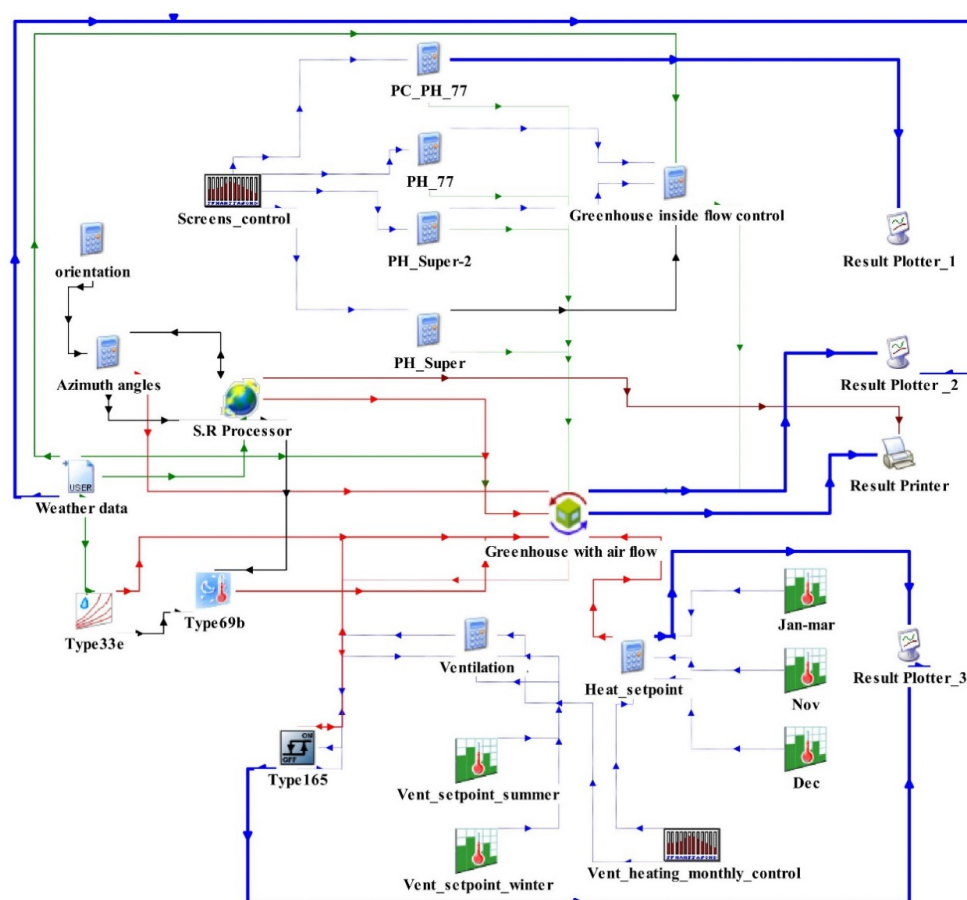 PC_PH_77
PH_77
Screens_control
Greenhouse inside flow control
PH_Super-2
Result Plotter_1
orientation
PH_Super
Azimuth angles
Result Plotter _2
S.R Processor
USER
Weather data
Result Printer
Greenhouse with air flow
Type33e
Type69b
Jan-mar
Ventilation
Heat_setpoint
Result Plotter_3
Nov
ON
OFF
Type165
Vent_setpoint_summer
Dec
Vent_setpoint_winter
Vent_heating_monthly_control